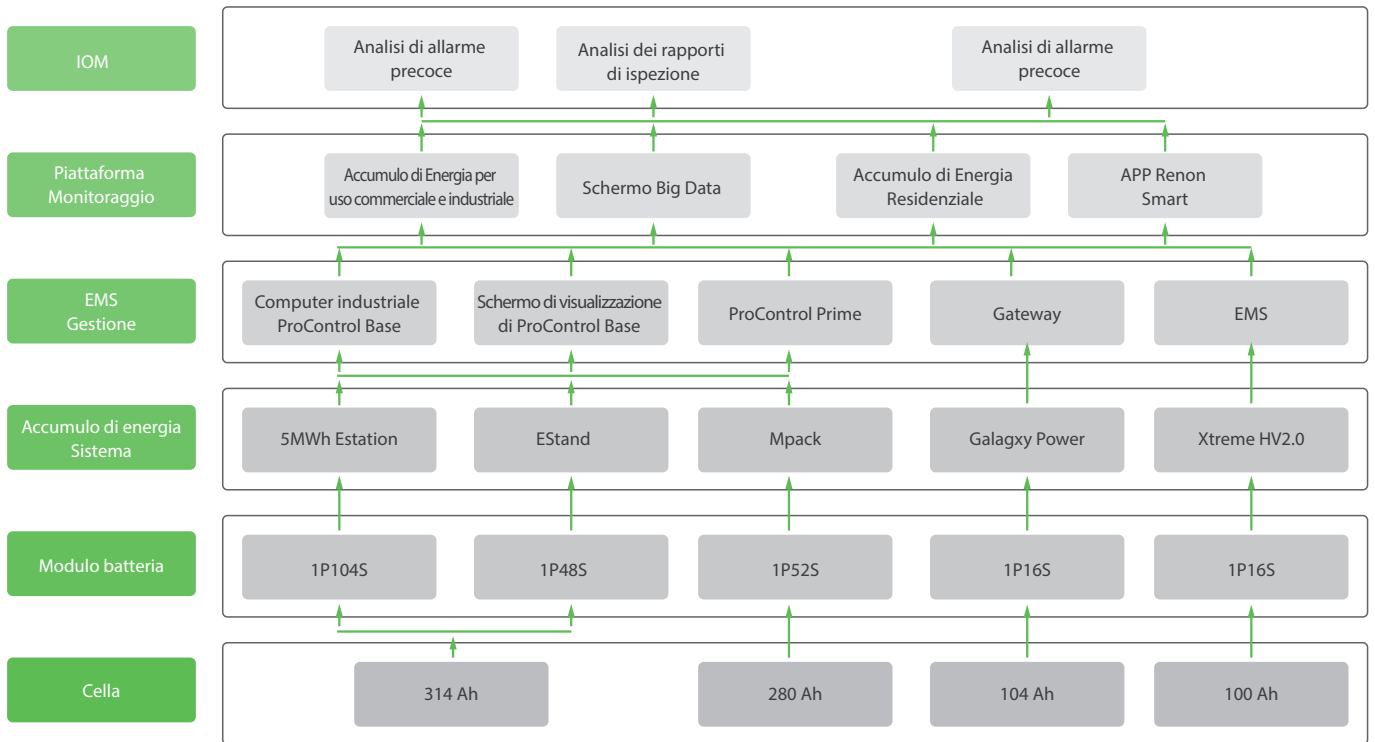 IOM
Analisi di allarme
precoce
Analisi dei rapporti
di ispezione
Analisi di allarme
precoce
Piattaforma
Monitoraggio
Accumulo di Energia per
uso commerciale e industriale
Schermo Big Data
Accumulo di Energia
Residenziale
APP Renon
Smart
EMS
Gestione
Computer industriale
ProControl Base
Schermo di visualizzazione
di ProControl Base
ProControl Prime
Gateway
EMS
Accumulo di energia
Sistema
5MWh Estation
EStand
Mpack
Galagxy Power
Xtreme HV2.0
Modulo batteria
1P104S
1P48S
1P52S
1P16S
1P16S
Cella
314 Ah
280 Ah
104 Ah
100 Ah